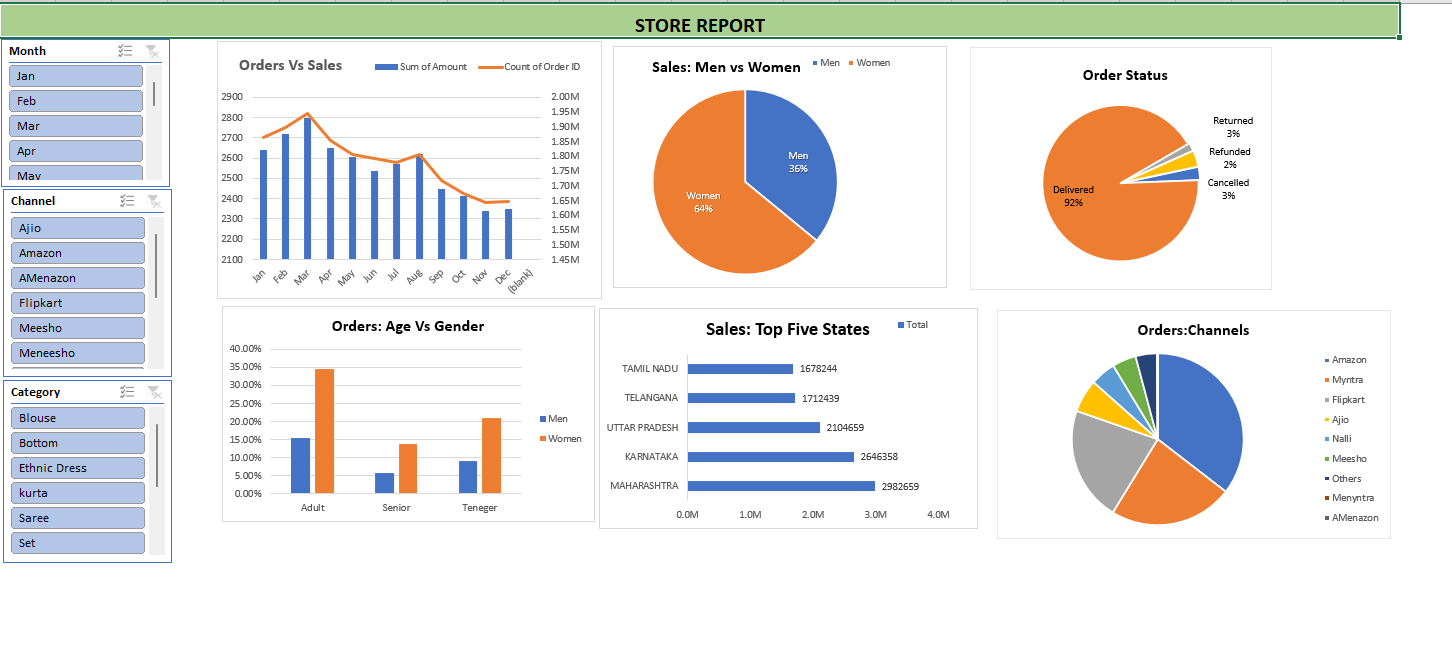 STORE REPORT
Month
Jan
Feb
Mar
Apr
May
Channel
Ajio
Amazon
AMenazon
Flipkart
Meesho
Meneesho
Category
Blouse
Bottom
Ethnic Dress
kurta
Saree
Set
Orders Vs Sales
Sum of Amount
Count of Order ID
2900
2800
2700
2600
2500
2400
2300
2200
2100
2.00M
1.95M
1.90M
1.85M
1.80M
1.75M
1.70M
1.65M
1.60M
1.55M
1.50M
1.45M
Jan
Feb
Mar
Apr
May
Jun
Jul
Aug
Sep
Oct
Nov
Dec
(blank)
Sales: Men vs Women
Men
Women
Men
36%
Women
64%
Order Status
Returned
3%
Refunded
2%
Cancelled
3%
Delivered
92%
Orders: Age Vs Gender
40.00%
35.00%
30.00%
25.00%
20.00%
15.00%
10.00%
5.00%
0.00%
Adult
Senior
Teneger
Men
Women
Sales: Top Five States
Total
TAMIL NADU 1678244
TELANGANA 1712439
UTTAR PRADESH 2104659
KARNATAKA 2646358
MAHARASHTRA 2982659
0.0M 1.0M 2.0M 3.0M 4.0M
Orders:Channels
Amazon
Myntra
Flipkart
Ajio
Nalli
Meesho
Others
Menyntra
AMenazon